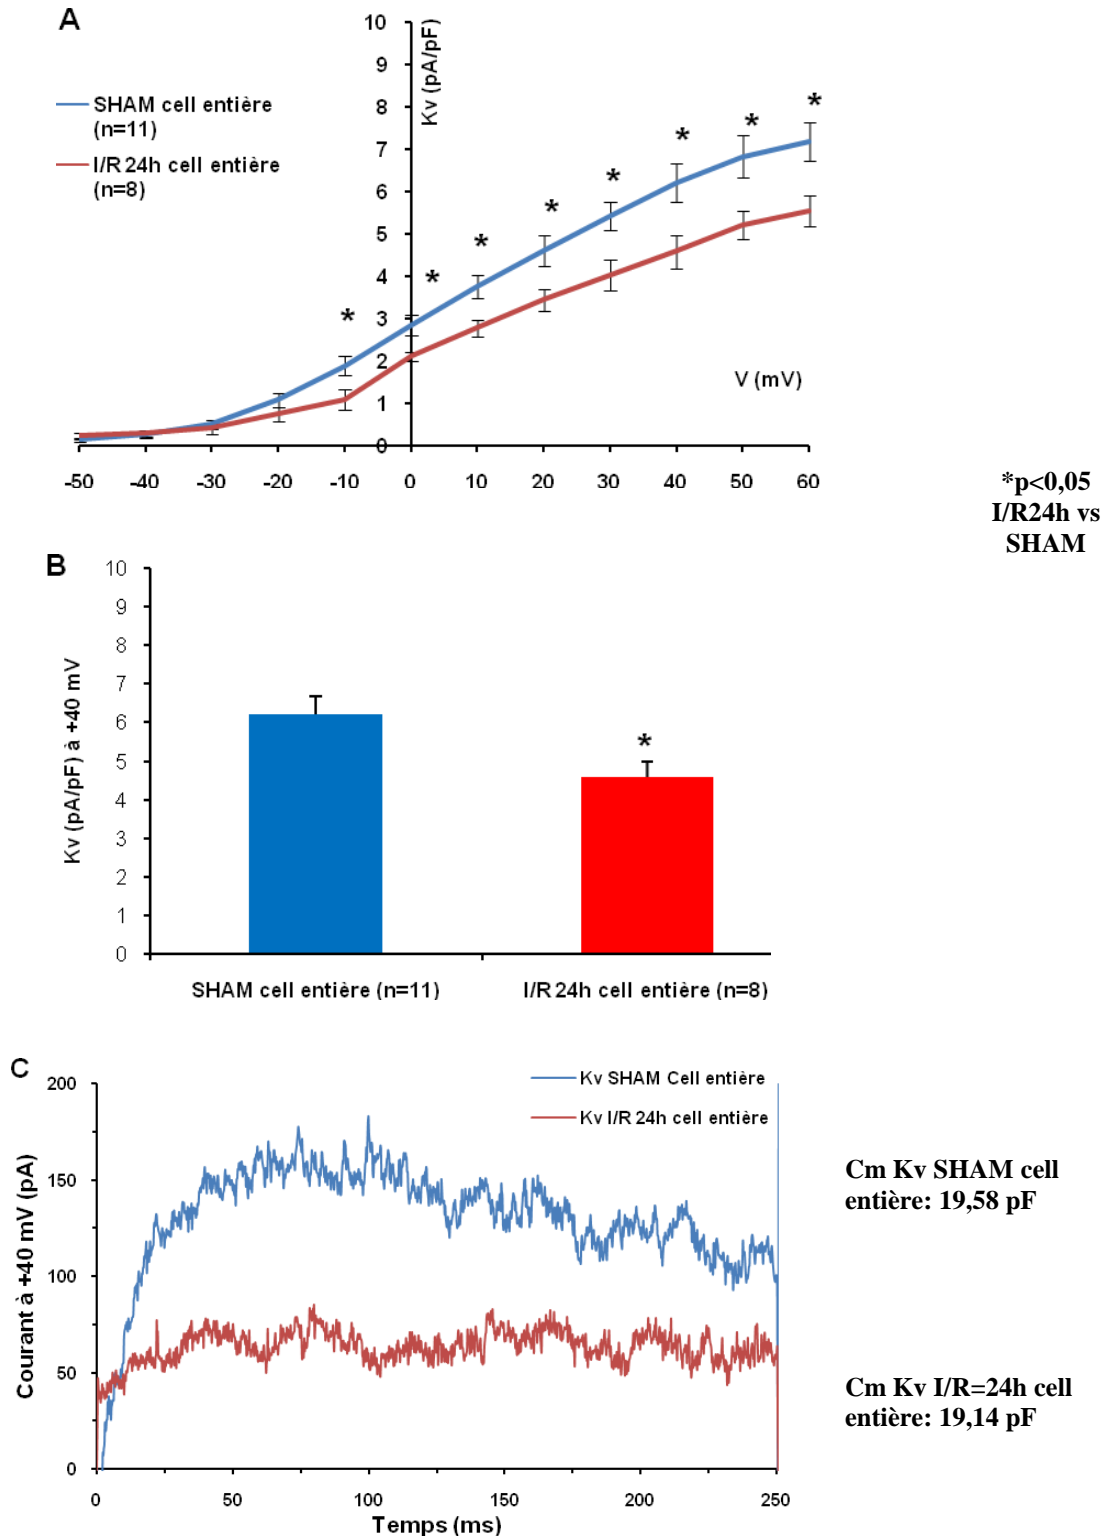 A
10
9
8
7
6
5
4
3
2
1
0
Kv (pA/pF)
SHAM cell entière
(n=11)
I/R 24h cell entière
(n=8)
* * * * * * * *
V (mV)
-50 -40 -30 -20 -10 0 10 20 30 40 50 60
*p<0,05
I/R24h vs
SHAM
B
Kv (pA/pF) à +40 mV
10
9
8
7
6
5
4
3
2
1
0
*
SHAM cell entière (n=11) I/R 24h cell entière (n=8)
C
Courant à +40 mV (pA)
200
150
100
50
0
Kv SHAM Cell entière
Kv I/R 24h cell entière
0 50 100 150 200 250
Temps (ms)
Cm Kv SHAM cell
entière: 19,58 pF
Cm Kv I/R=24h cell
entière: 19,14 pF